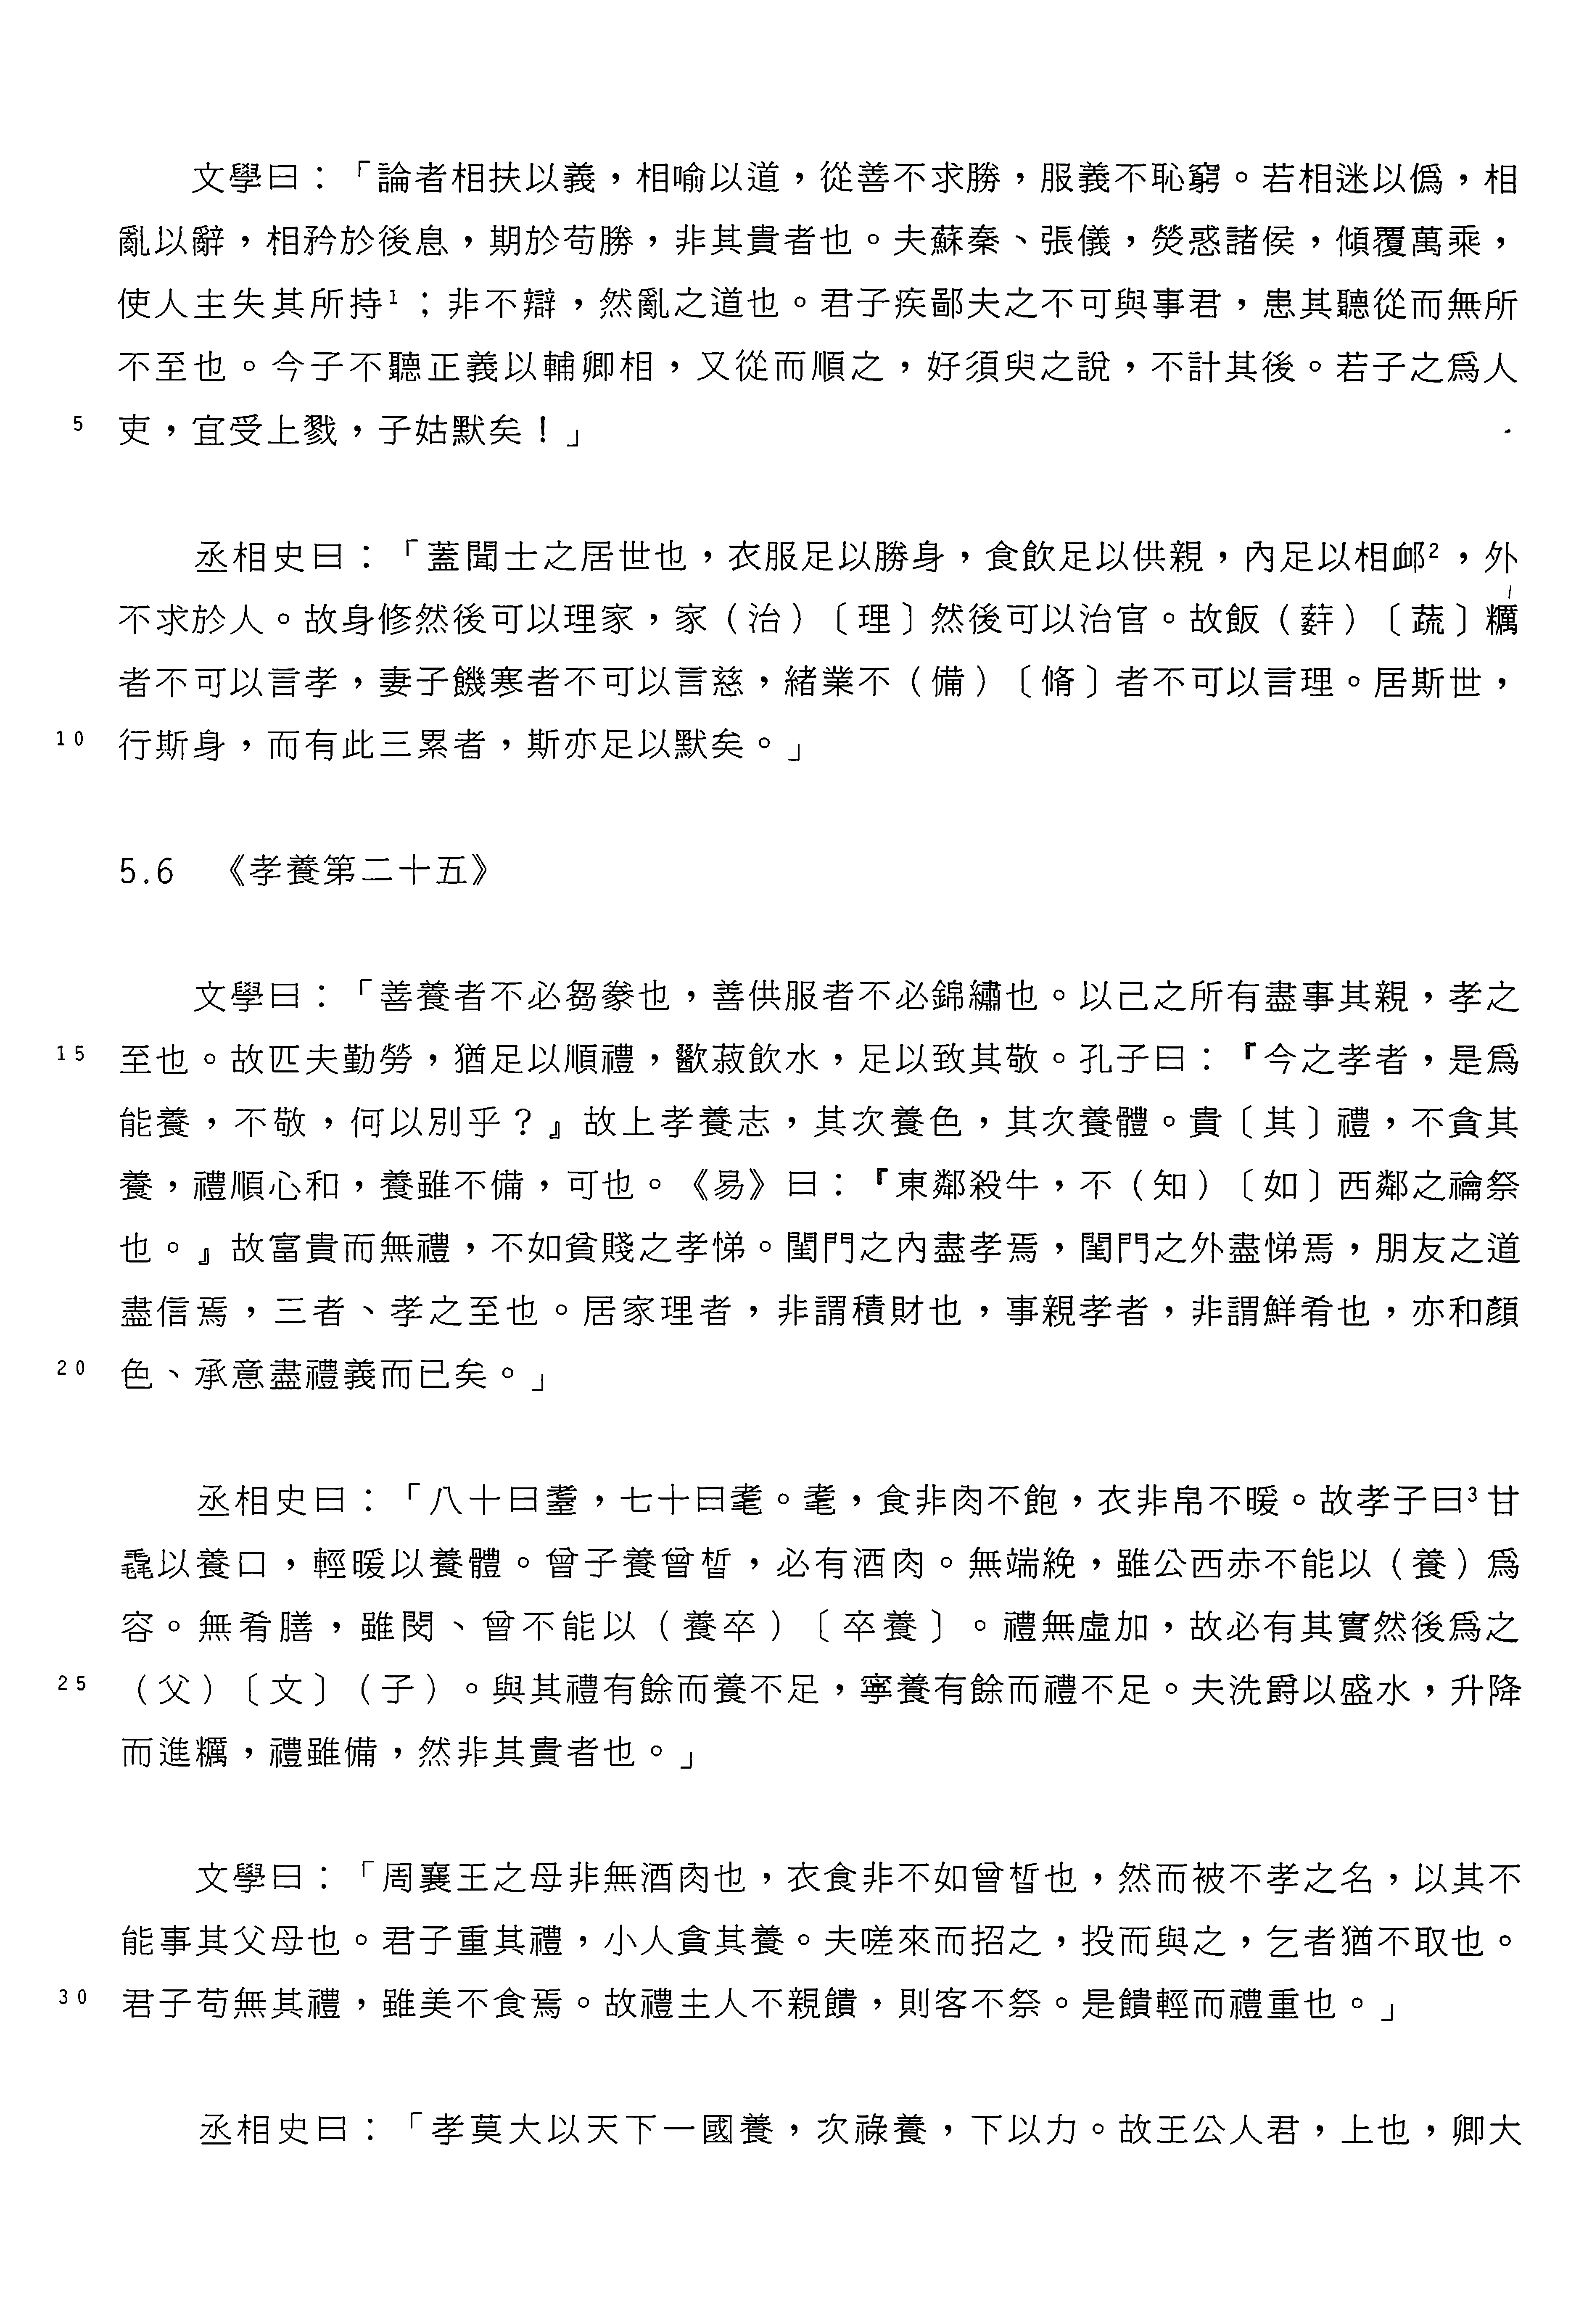 文學曰：「論者相扶以義，相喻以道，從善不求勝，服義不恥窮。若相迷以僞，相
亂以辭，相矜於後息，期於苟勝，非其貴者也。夫蘇秦、張儀，熒惑諸侯，傾覆萬乘，
使人主失其所持1；非不辯，然亂之道也。君子疾鄙夫之不可與事君，患其聽從而無所
不至也。今子不聽正義以輔卿相，又從而順之，好須臾之說，不計其後。若子之爲人
5 吏，宜受上戮，子姑默矣！」
丞相史曰：「蓋聞士之居世也，衣服足以勝身，食飲足以供親，內足以相卹2，外
不求於人。故身修然後可以理家，家（治）〔理〕然後可以治官。故飯（䔖）〔蔬〕糲
者不可以言孝，妻子饑寒者不可以言慈，緒業不（備）〔脩〕者不可以言理。居斯世，
10 行斯身，而有此三累者，斯亦足以默矣。」
5.6 《孝養第二十五》
文學曰：「善養者不必芻豢也，善供服者不必錦繡也。以己之所有盡事其親，孝之
15 至也。故匹夫勤勞，猶足以順禮，歠菽飲水，足以致其敬。孔子曰：『今之孝者，是爲
能養，不敬，何以別乎？』故上孝養志，其次養色，其次養體。貴〔其〕禮，不貪其
養，禮順心和，養雖不備，可也。《易》曰：『東鄰殺牛，不（知）〔如〕西鄰之禴祭
也。』故富貴而無禮，不如貧賤之孝悌。閨門之內盡孝焉，閨門之外盡悌焉，朋友之道
盡信焉，三者、孝之至也。居家理者，非謂積財也，事親孝者，非謂鮮肴也，亦和顏
20 色、承意盡禮義而已矣。」
丞相史曰：「八十曰耋，七十曰耄。耄，食非肉不飽，衣非帛不暖。故孝子曰3甘
毳以養口，輕暖以養體。曾子養曾晳，必有酒肉。無端絻，雖公西赤不能以（養）爲
容。無肴膳，雖閔、曾不能以（養卒）〔卒養〕。禮無虛加，故必有其實然後爲之
25 （父）〔文〕（子）。與其禮有餘而養不足，寧養有餘而禮不足。夫洗爵以盛水，升降
而進糲，禮雖備，然非其貴者也。」
文學曰：「周襄王之母非無酒肉也，衣食非不如曾晳也，然而被不孝之名，以其不
能事其父母也。君子重其禮，小人貪其養。夫嗟來而招之，投而與之，乞者猶不取也。
30 君子苟無其禮，雖美不食焉。故禮主人不親饋，則客不祭。是饋輕而禮重也。」
丞相史曰：「孝莫大以天下一國養，次祿養，下以力。故王公人君，上也，卿大